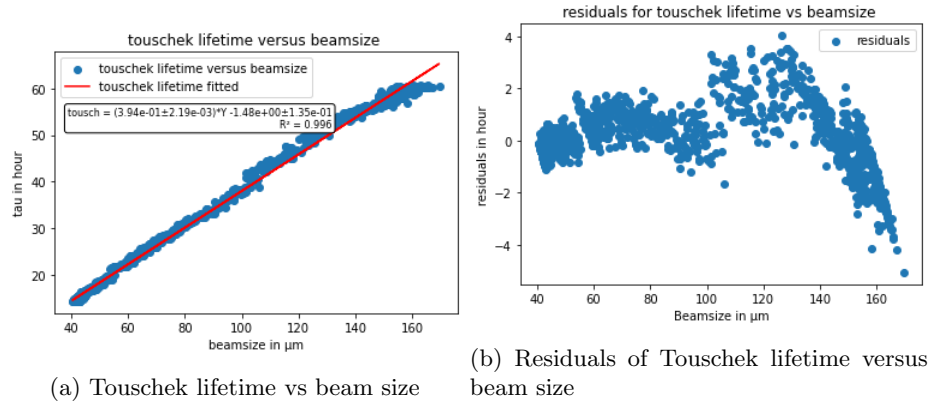 touschek lifetime versus beamsize
touschek lifetime versus beamsize
touschek lifetime fitted
tousch = (3.94e-01±2.19e-03)*Y -1.48e+00±1.35e-01
R² = 0.996
tau in hour
60
50
40
30
20
40 60 80 100 120 140 160
beamsize in µm
(a) Touschek lifetime vs beam size
residuals for touschek lifetime vs beamsize
residuals
residuals in hour
4
2
0
−2
−4
40 60 80 100 120 140 160
Beamsize in µm
(b) Residuals of Touschek lifetime versus
beam size